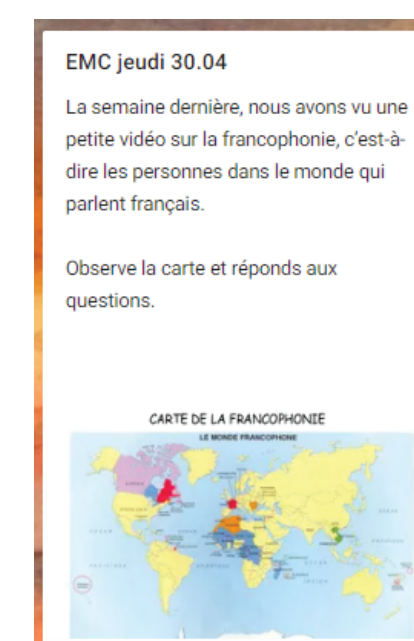 EMC jeudi 30.04
La semaine dernière, nous avons vu une
petite vidéo sur la francophonie, c'est-à-
dire les personnes dans le monde qui
parlent français.
Observe la carte et réponds aux
questions.
CARTE DE LA FRANCOPHONIE
LE MONDE FRANCOPHONE